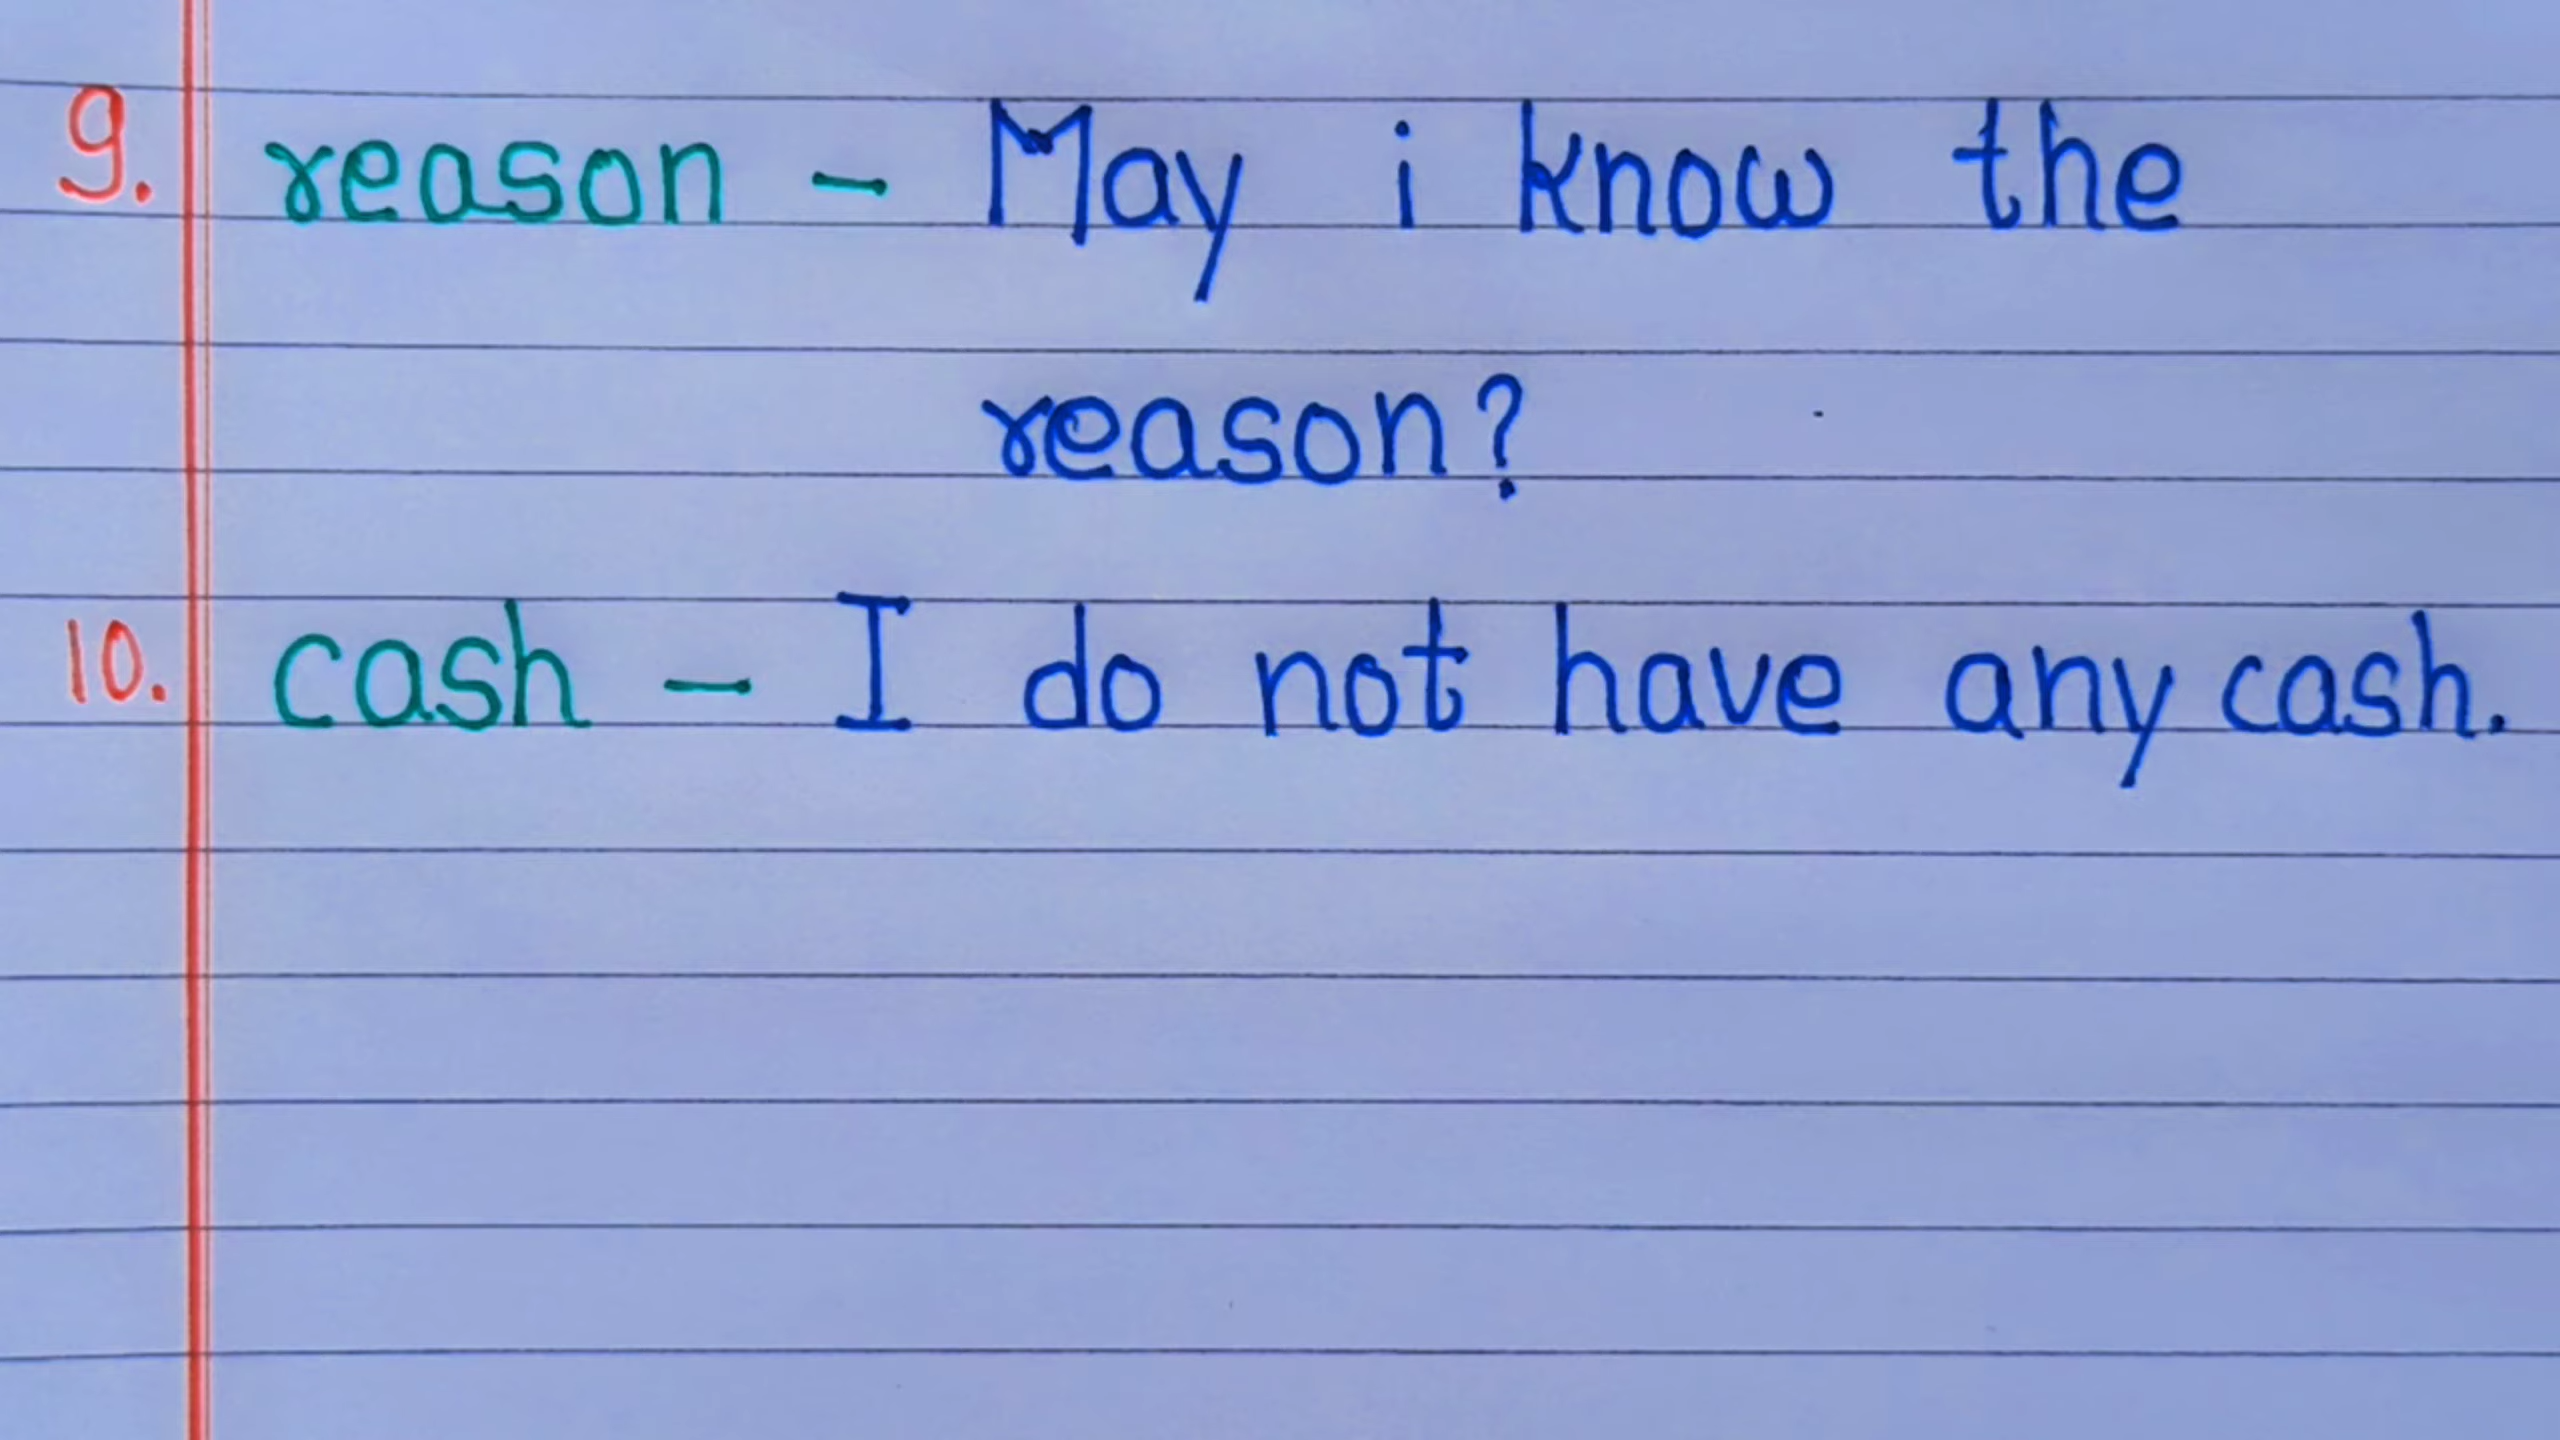 9. reason - May i know the
reason?
10. cash - I do not have any cash.